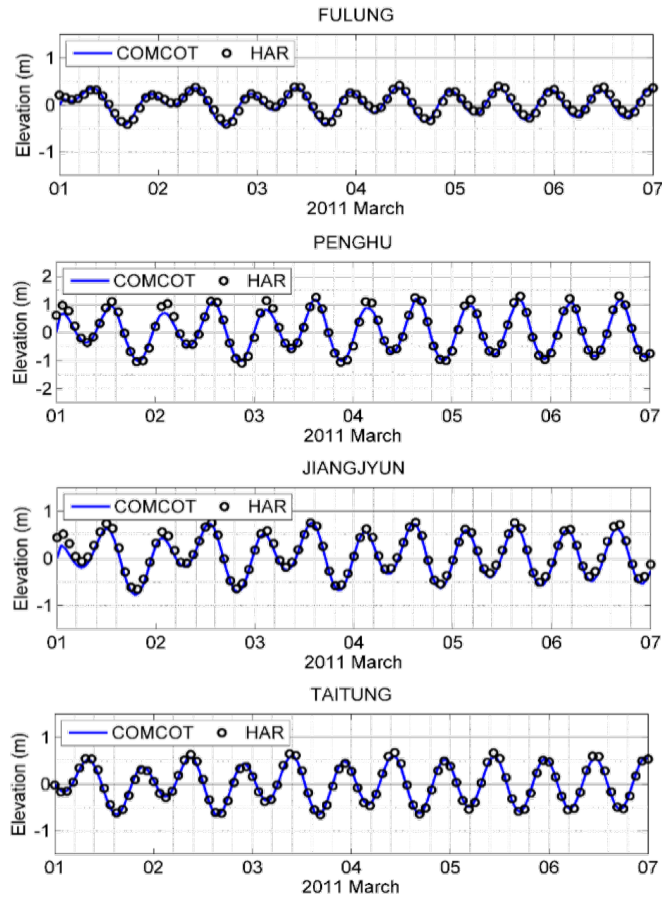 FULUNG
COMCOT HAR
Elevation (m)
1
0
-1
01 02 03 04 05 06 07
2011 March
PENGHU
COMCOT HAR
Elevation (m)
2
1
0
-1
-2
01 02 03 04 05 06 07
2011 March
JIANGJYUN
COMCOT HAR
Elevation (m)
1
0
-1
01 02 03 04 05 06 07
2011 March
TAITUNG
COMCOT HAR
Elevation (m)
1
0
-1
01 02 03 04 05 06 07
2011 March